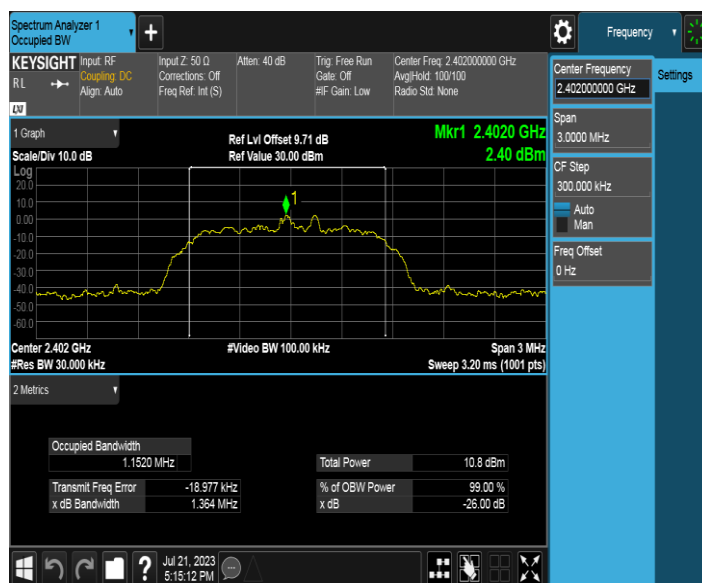 Spectrum Analyzer 1
Occupied BW
+
Frequency
KEYSIGHT
RL
LXI
Input: RF
Coupling: DC
Align: Auto
Input Z: 50 Ω
Corrections: Off
Freq Ref: Int (S)
Atten: 40 dB
Trig: Free Run
Gate: Off
#IF Gain: Low
Center Freq: 2.402000000 GHz
Avg|Hold: 100/100
Radio Std: None
Center Frequency
2.402000000 GHz
Settings
Span
3.0000 MHz
CF Step
300.000 kHz
Auto
Man
Freq Offset
0 Hz
1 Graph
Scale/Div 10.0 dB
Ref Lvl Offset 9.71 dB
Ref Value 30.00 dBm
Mkr1 2.4020 GHz
2.40 dBm
Log
20.0
10.0
0.00
-10.0
-20.0
-30.0
-40.0
-50.0
-60.0
1
Center 2.402 GHz
#Res BW 30.000 kHz
#Video BW 100.00 kHz
Span 3 MHz
Sweep 3.20 ms (1001 pts)
2 Metrics
Occupied Bandwidth
1.1520 MHz
Total Power 10.8 dBm
Transmit Freq Error -18.977 kHz
% of OBW Power 99.00 %
x dB Bandwidth 1.364 MHz
x dB -26.00 dB
?
Jul 21, 2023
5:15:12 PM